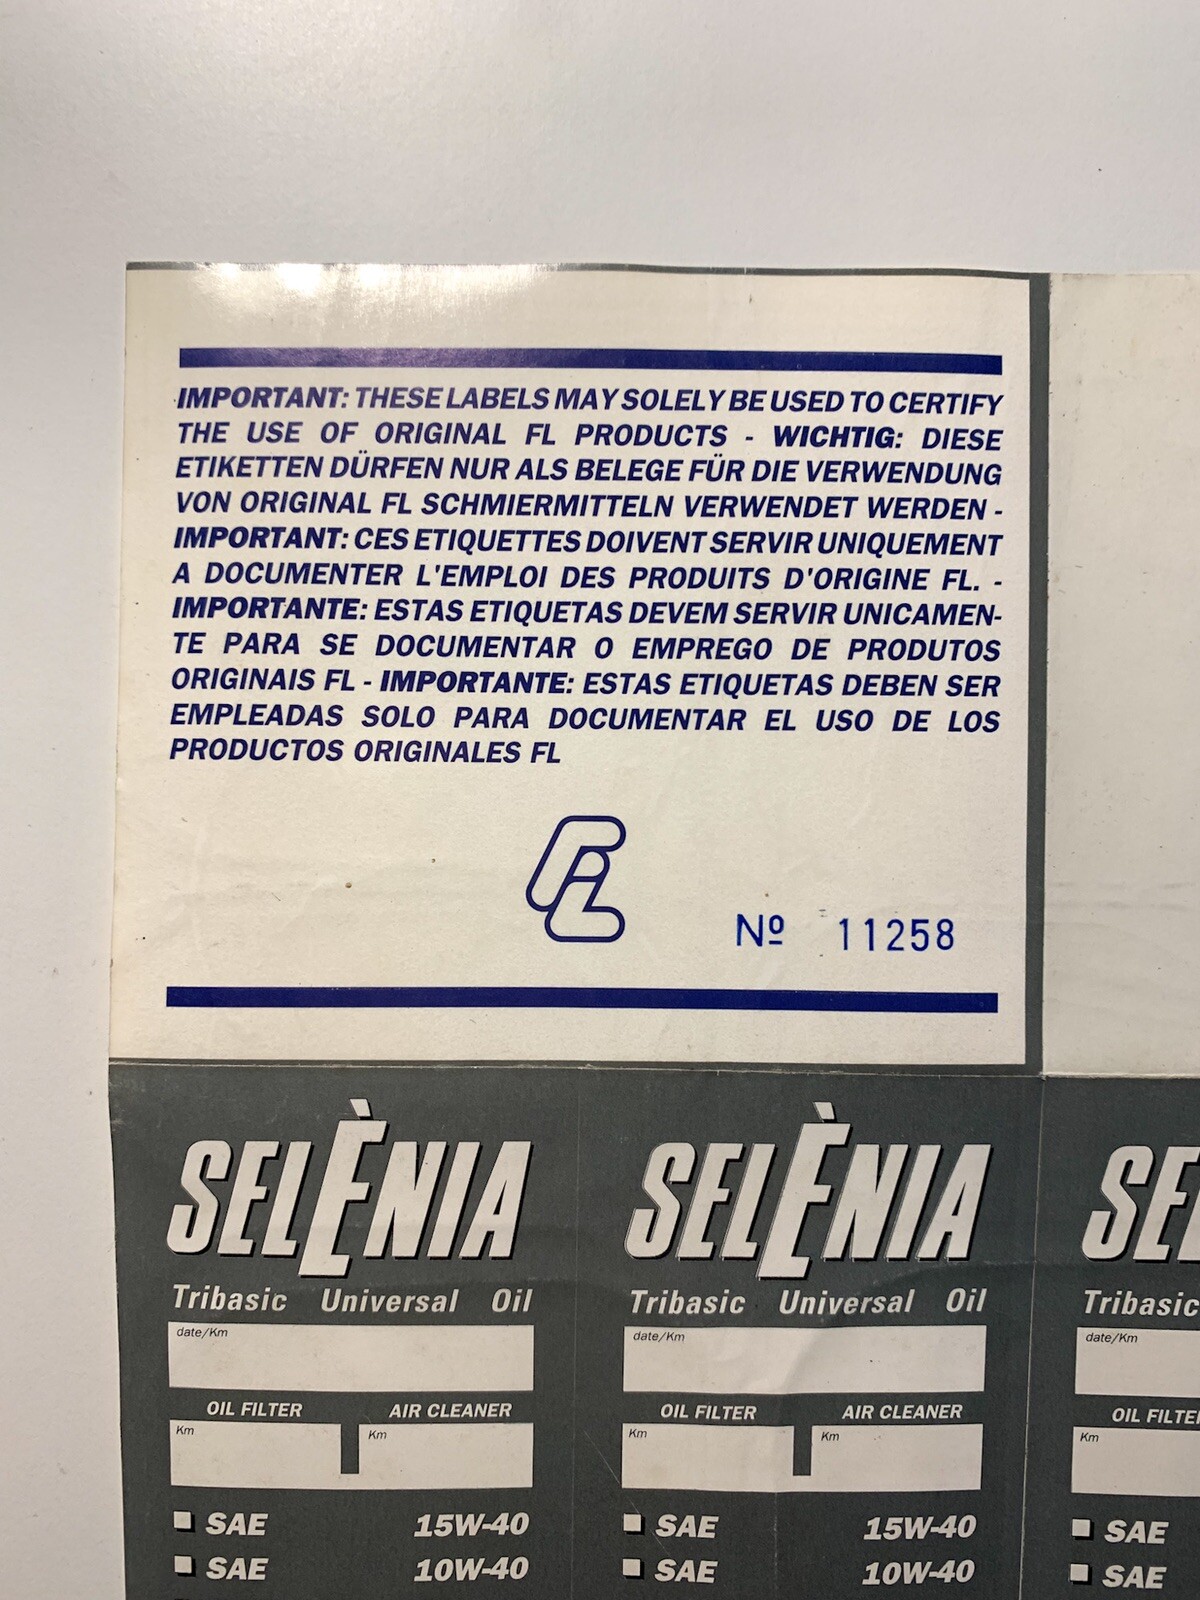 IMPORTANT: THESE LABELS MAY SOLELY BE USED TO CERTIFY
THE USE OF ORIGINAL FL PRODUCTS - WICHTIG: DIESE
ETIKETTEN DÜRFEN NUR ALS BELEGE FÜR DIE VERWENDUNG
VON ORIGINAL FL SCHMIERMITTELN VERWENDET WERDEN -
IMPORTANT: CES ETIQUETTES DOIVENT SERVIR UNIQUEMENT
A DOCUMENTER L'EMPLOI DES PRODUITS D'ORIGINE FL. -
IMPORTANTE: ESTAS ETIQUETAS DEVEM SERVIR UNICAMEN-
TE PARA SE DOCUMENTAR O EMPREGO DE PRODUTOS
ORIGINAIS FL - IMPORTANTE: ESTAS ETIQUETAS DEBEN SER
EMPLEADAS SOLO PARA DOCUMENTAR EL USO DE LOS
PRODUCTOS ORIGINALES FL
FL
Nº 11258
SELÈNIA
Tribasic Universal Oil
date/Km
OIL FILTER AIR CLEANER
Km Km
SAE 15W-40
SAE 10W-40
SELÈNIA
Tribasic Universal Oil
date/Km
OIL FILTER AIR CLEANER
Km Km
SAE 15W-40
SAE 10W-40
Tribasic
date/Km
OIL
Km
SAE
SAE